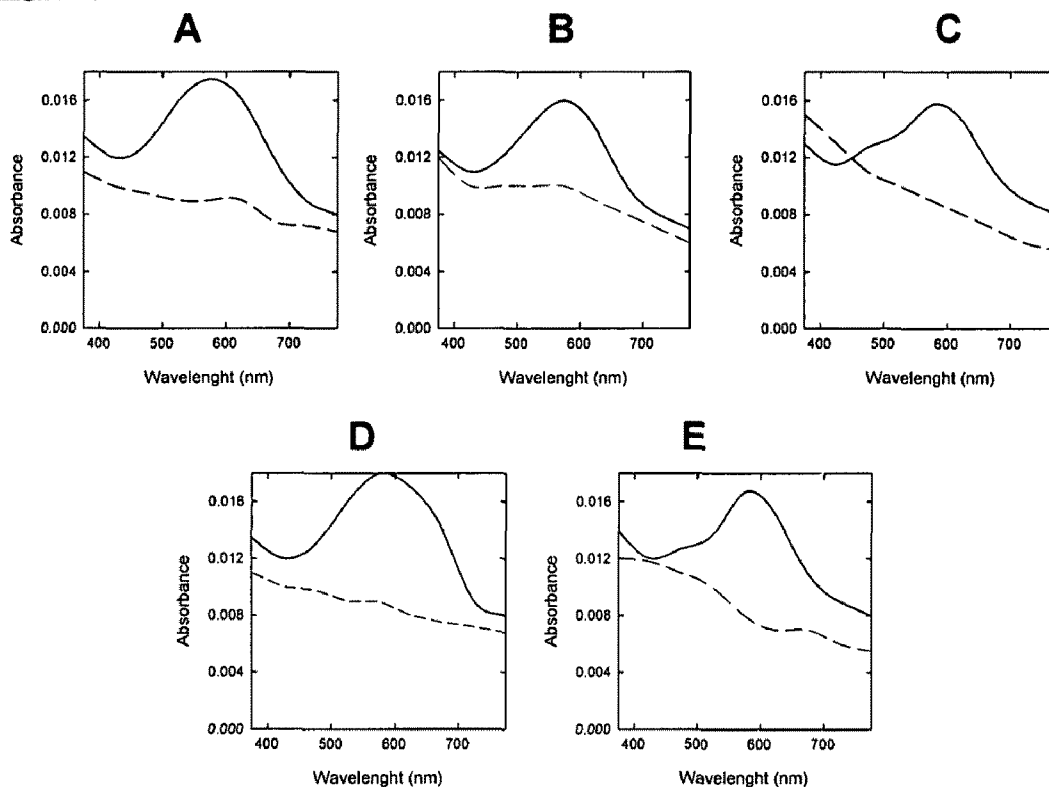 A B C
0.016 0.016 0.016
0.012 0.012 0.012
0.008 0.008 0.008
0.004 0.004 0.004
0.000 0.000 0.000
Absorbance Absorbance Absorbance
400 500 600 700 400 500 600 700 400 500 600 700
Wavelenght (nm) Wavelenght (nm) Wavelenght (nm)
D E
0.016 0.016
0.012 0.012
0.008 0.008
0.004 0.004
0.000 0.000
Absorbance Absorbance
400 500 600 700 400 500 600 700
Wavelenght (nm) Wavelenght (nm)